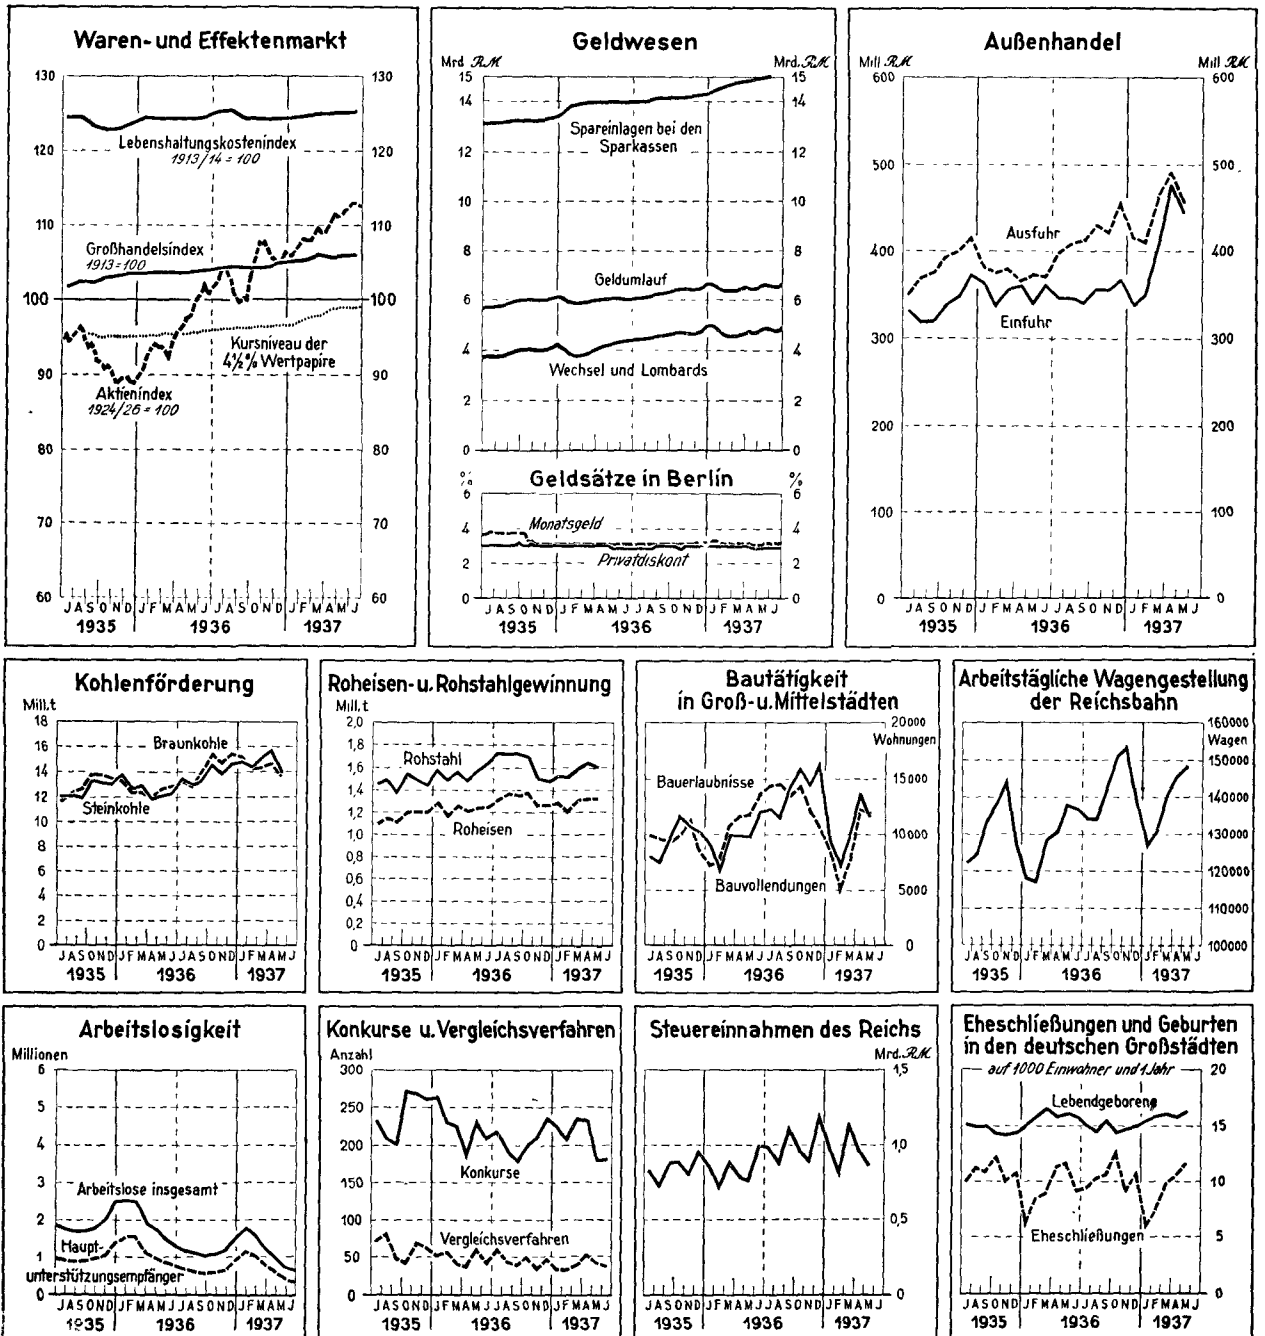 Waren- und Effektenmarkt
130 130
120 120
110 110
100 100
90 90
80 80
70 70
60 60
Lebenshaltungskostenindex
1913/14 = 100
Großhandelsindex
1913=100
Kursniveau der
4½% Wertpapire
Aktienindex
1924/26 = 100
J A S O N D J F M A M J J A S O N D J F M A M J
1935 1936 1937
Geldwesen
Mrd RM Mrd. RM
15 15
14 14
12 12
10 10
8 8
6 6
4 4
2 2
0 0
Spareinlagen bei den
Sparkassen
Geldumlauf
Wechsel und Lombards
Geldsätze in Berlin
% %
6 6
4 4
2 2
0 0
Monatsgeld
Privatdiskont
J A S O N D J F M A M J J A S O N D J F M A M J
1935 1936 1937
Außenhandel
Mill RM Mill RM
600 600
500 500
400 400
300 300
200 200
100 100
0 0
Ausfuhr
Einfuhr
J A S O N D J F M A M J J A S O N D J F M A M J
1935 1936 1937
Kohlenförderung
Mill.t
18
16
14
12
10
8
6
4
2
0
Braunkohle
Steinkohle
J A S O N D J F M A M J J A S O N D J F M A M J
1935 1936 1937
Roheisen- u. Rohstahlgewinnung
Mill.t
2,0
1,8
1,6
1,4
1,2
1,0
0,8
0,6
0,4
0,2
0
Rohstahl
Roheisen
J A S O N D J F M A M J J A S O N D J F M A M J
1935 1936 1937
Bautätigkeit
in Groß- u. Mittelstädten
20000
Wohnungen
15000
10000
5000
0
Bauerlaubnisse
Bauvollendungen
J A S O N D J F M A M J J A S O N D J F M A M J
1935 1936 1937
Arbeitstägliche Wagengestellung
der Reichsbahn
160000
Wagen
150000
140000
130000
120000
110000
100000
J A S O N D J F M A M J J A S O N D J F M A M J
1935 1936 1937
Arbeitslosigkeit
Millionen
6
5
4
3
2
1
0
Arbeitslose insgesamt
Haupt-
unterstützungsempfänger
J A S O N D J F M A M J J A S O N D J F M A M J
1935 1936 1937
Konkurse u. Vergleichsverfahren
Anzahl
300
250
200
150
100
50
0
Konkurse
Vergleichsverfahren
J A S O N D J F M A M J J A S O N D J F M A M J
1935 1936 1937
Steuereinnahmen des Reichs
Mrd. RM
1,5
1,0
0,5
0
J A S O N D J F M A M J J A S O N D J F M A M J
1935 1936 1937
Eheschließungen und Geburten
in den deutschen Großstädten
auf 1000 Einwohner und 1 Jahr
20
15
10
5
0
Lebendgeborene
Eheschließungen
J A S O N D J F M A M J J A S O N D J F M A M J
1935 1936 1937